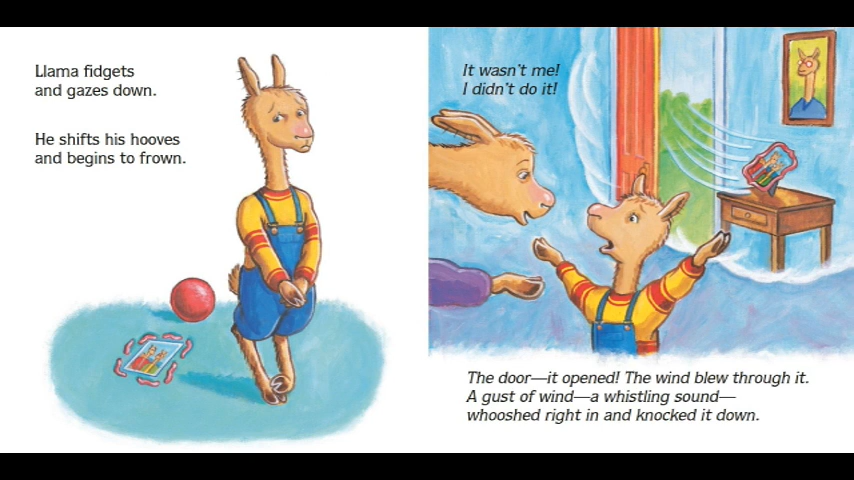 Llama fidgets
and gazes down.
He shifts his hooves
and begins to frown.
It wasn't me!
I didn't do it!
The door—it opened! The wind blew through it.
A gust of wind—a whistling sound—
whooshed right in and knocked it down.